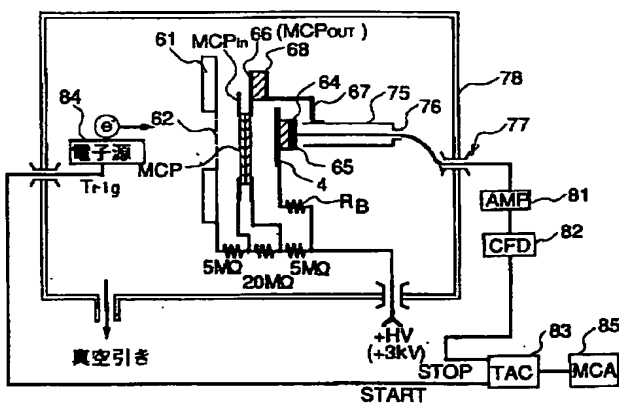 61
MCPin
66 (MCPOUT)
68
64
67
75
76
78
84
e
62
77
電子源
Trig
MCP
65
4
RB
AMP
81
CFD
82
5MΩ
20MΩ
5MΩ
真空引き
+HV
(+3kV)
83
85
STOP
TAC
MCA
START